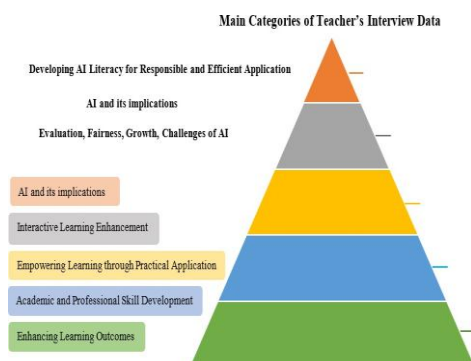 Main Categories of Teacher's Interview Data
Developing AI Literacy for Responsible and Efficient Application
AI and its implications
Evaluation, Fairness, Growth, Challenges of AI
AI and its implications
Interactive Learning Enhancement
Empowering Learning through Practical Application
Academic and Professional Skill Development
Enhancing Learning Outcomes